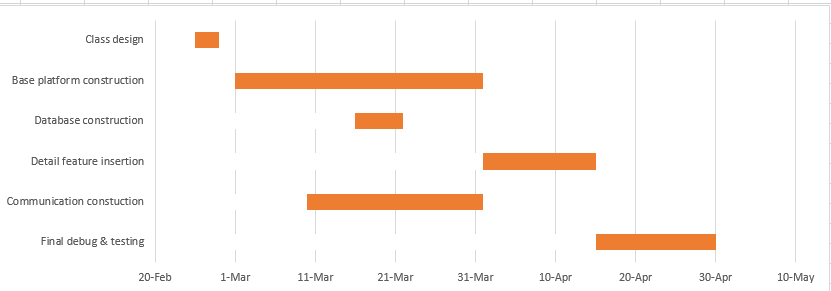 Class design
Base platform construction
Database construction
Detail feature insertion
Communication constuction
Final debug & testing
20-Feb 1-Mar 11-Mar 21-Mar 31-Mar 10-Apr 20-Apr 30-Apr 10-May